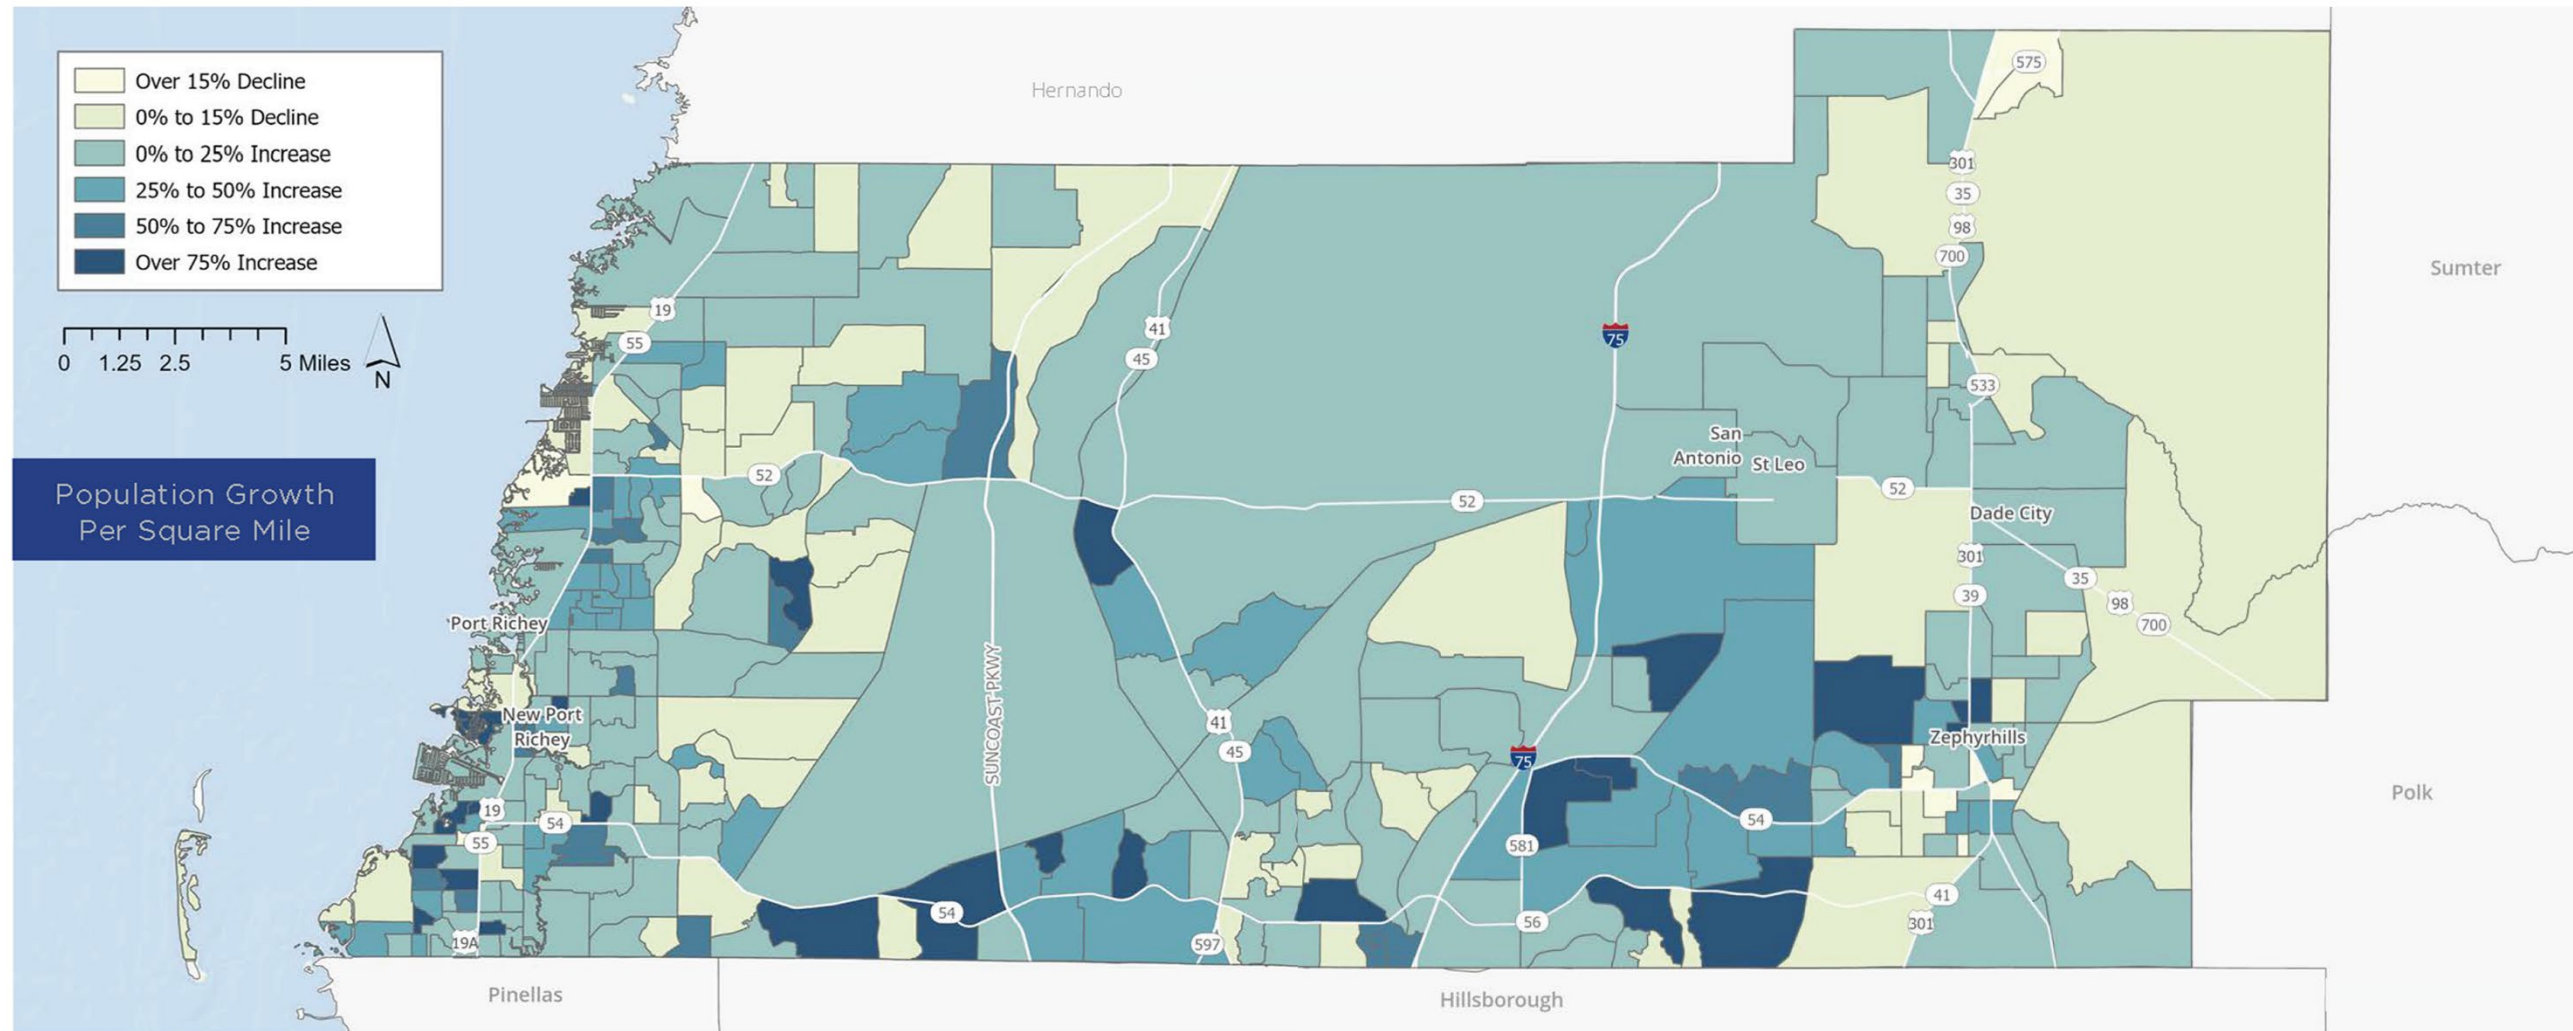 Over 15% Decline
0% to 15% Decline
0% to 25% Increase
25% to 50% Increase
50% to 75% Increase
Over 75% Increase
0 1.25 2.5 5 Miles
N
Population Growth
Per Square Mile
Hernando
Sumter
Polk
Pinellas
Hillsborough
575
301
35
98
700
19
55
41
45
75
533
San
Antonio
St Leo
52
52
52
Dade City
301
39
35
98
700
Port Richey
SUNCOAST PKWY
New Port
Richey
41
45
75
Zephyrhills
19
54
55
54
581
54
56
41
301
19A
597